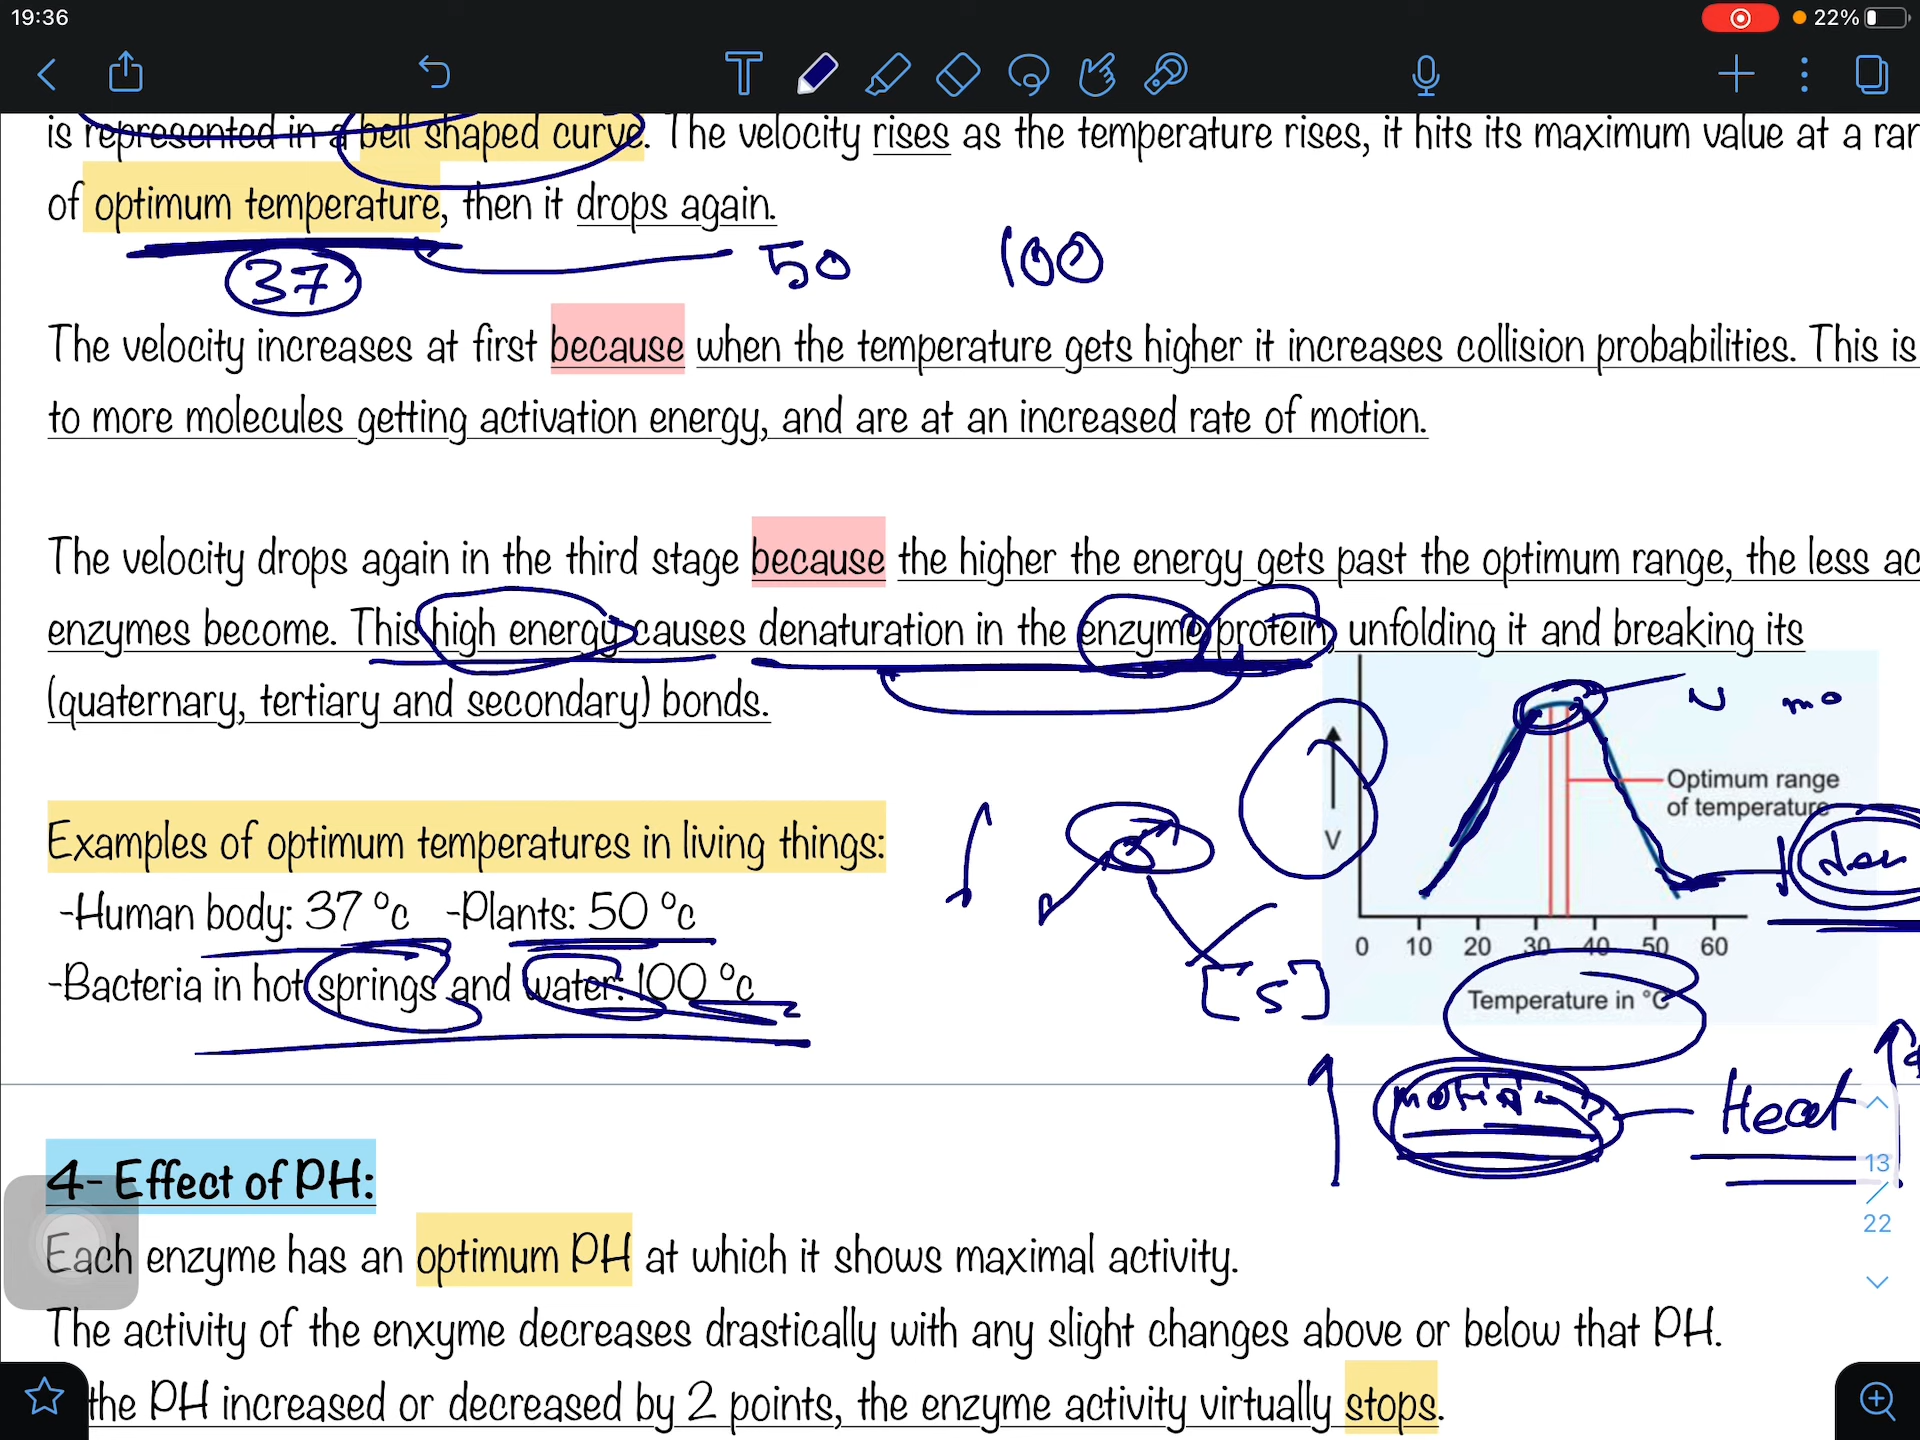 19:36
22%
is represented in a bell shaped curve. The velocity rises as the temperature rises, it hits its maximum value at a ran
of optimum temperature, then it drops again.
37 50 100
The velocity increases at first because when the temperature gets higher it increases collision probabilities. This is
to more molecules getting activation energy, and are at an increased rate of motion.
The velocity drops again in the third stage because the higher the energy gets past the optimum range, the less ac
enzymes become. This high energy causes denaturation in the enzyme protein, unfolding it and breaking its
(quaternary, tertiary and secondary) bonds.
V
Optimum range
of temperature
0 10 20 30 40 50 60
Temperature in °C
Examples of optimum temperatures in living things:
-Human body: 37 °c -Plants: 50 °c
-Bacteria in hot springs and water: 100 °c
[S]
motion
Heat
13
22
4- Effect of PH:
Each enzyme has an optimum PH at which it shows maximal activity.
The activity of the enxyme decreases drastically with any slight changes above or below that PH.
the PH increased or decreased by 2 points, the enzyme activity virtually stops.